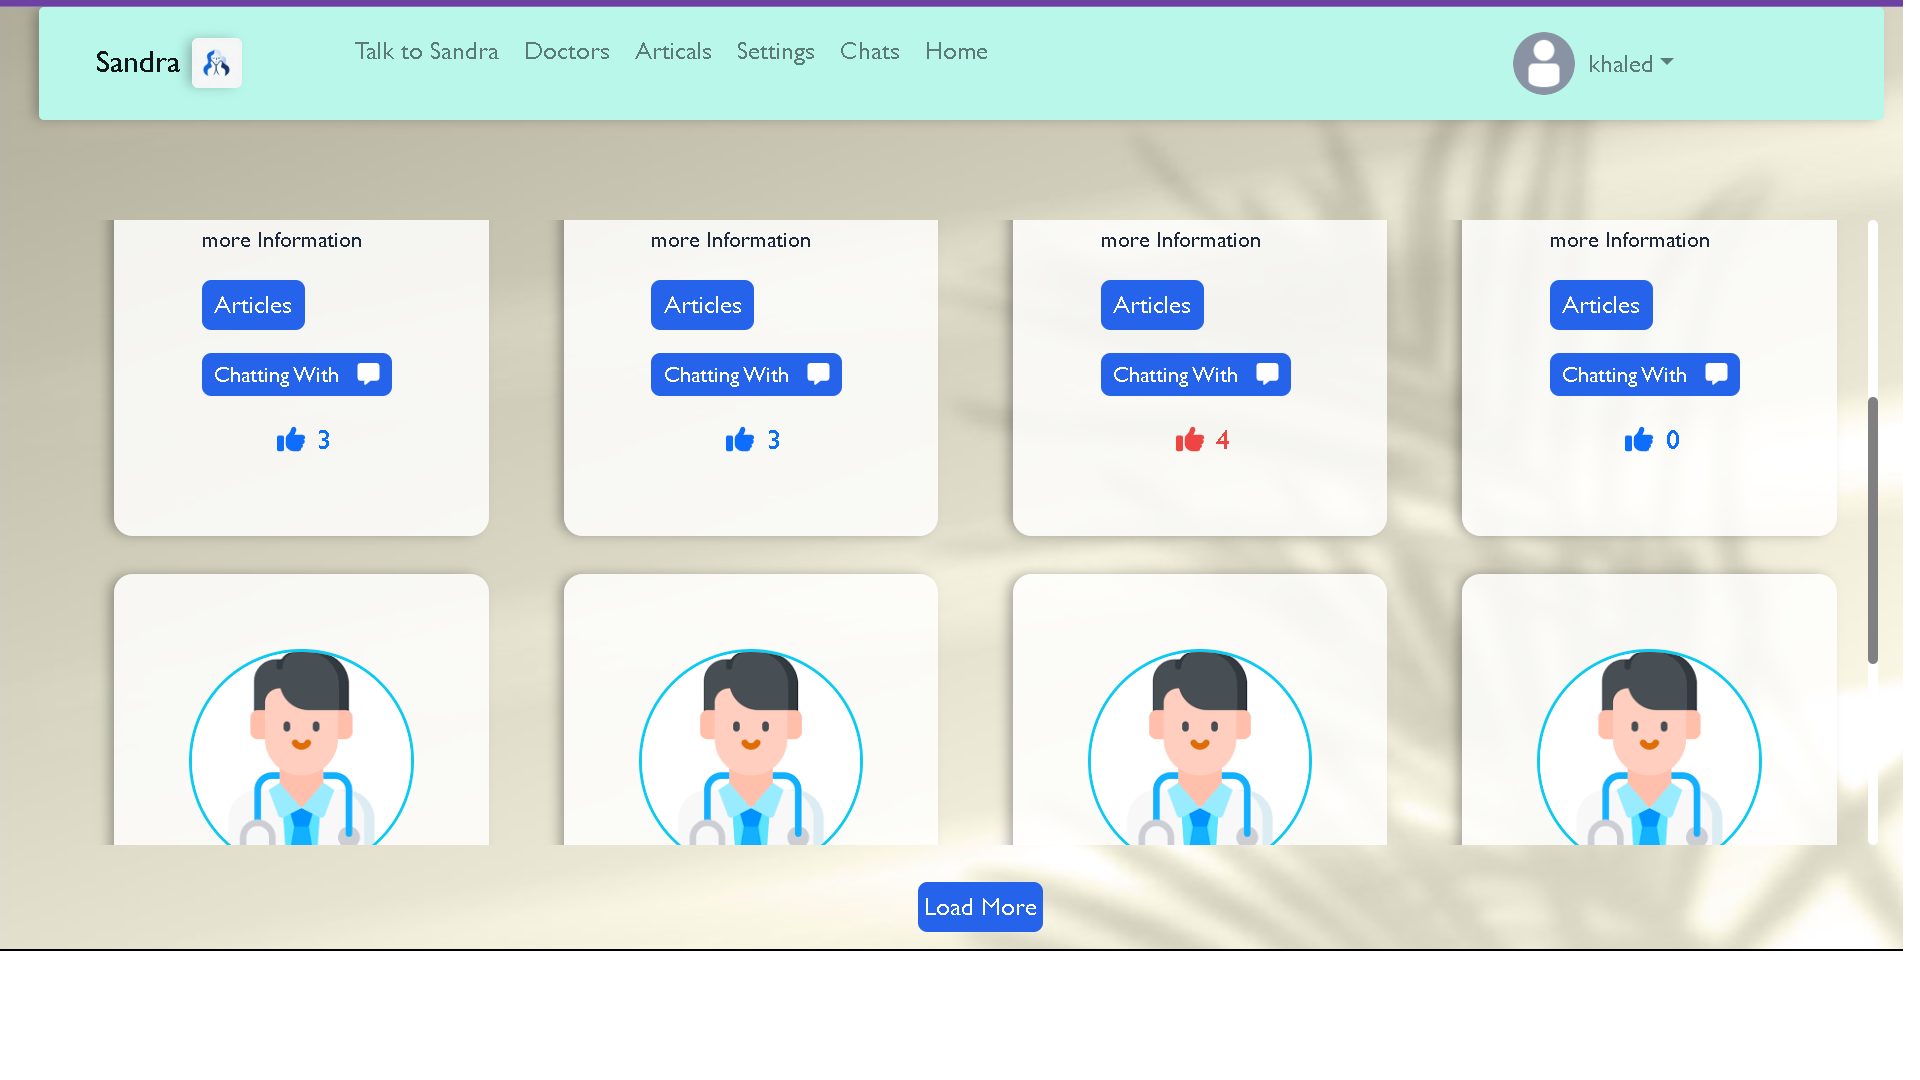 Sandra
Talk to Sandra Doctors Articals Settings Chats Home
khaled
more Information more Information more Information more Information
Articles Articles Articles Articles
Chatting With Chatting With Chatting With Chatting With
3 3 4 0
Load More